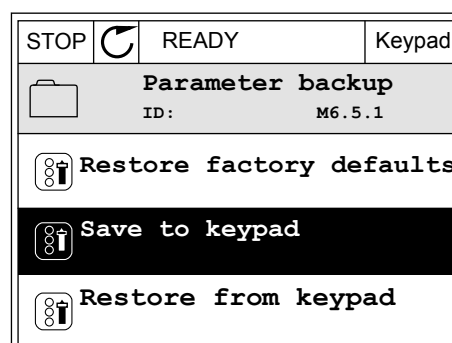 STOP READY Keypad
Parameter backup
ID: M6.5.1
Restore factory defaults
Save to keypad
Restore from keypad